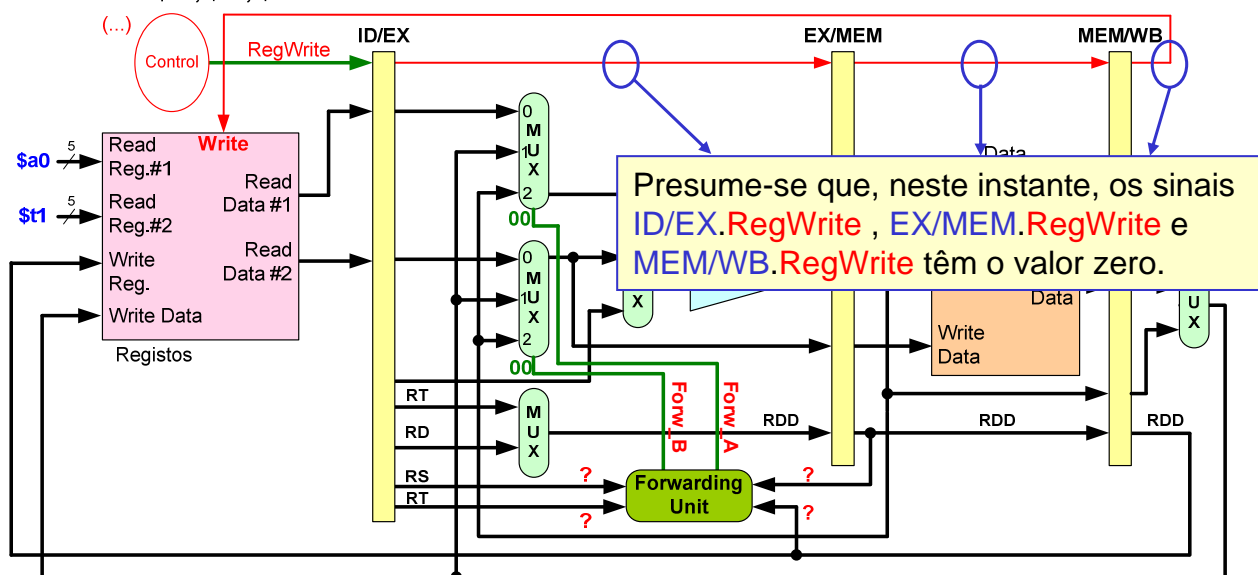 (...)
ID/EX
EX/MEM
MEM/WB
RegWrite
Control
Write
$a0
5
Read
Reg.#1
$t1
5
Read
Reg.#2
Write
Reg.
Write Data
Registos
Read
Data #1
Read
Data #2
0
1
2
M
U
X
00
0
1
2
M
U
X
00
X
Data
Presume-se que, neste instante, os sinais
ID/EX.RegWrite , EX/MEM.RegWrite e
MEM/WB.RegWrite têm o valor zero.
Data
Write
Data
U
X
RT
RD
M
U
X
Forw_B
Forw_A
RDD
RDD
RDD
RS
RT
?
?
Forwarding
Unit
?
?